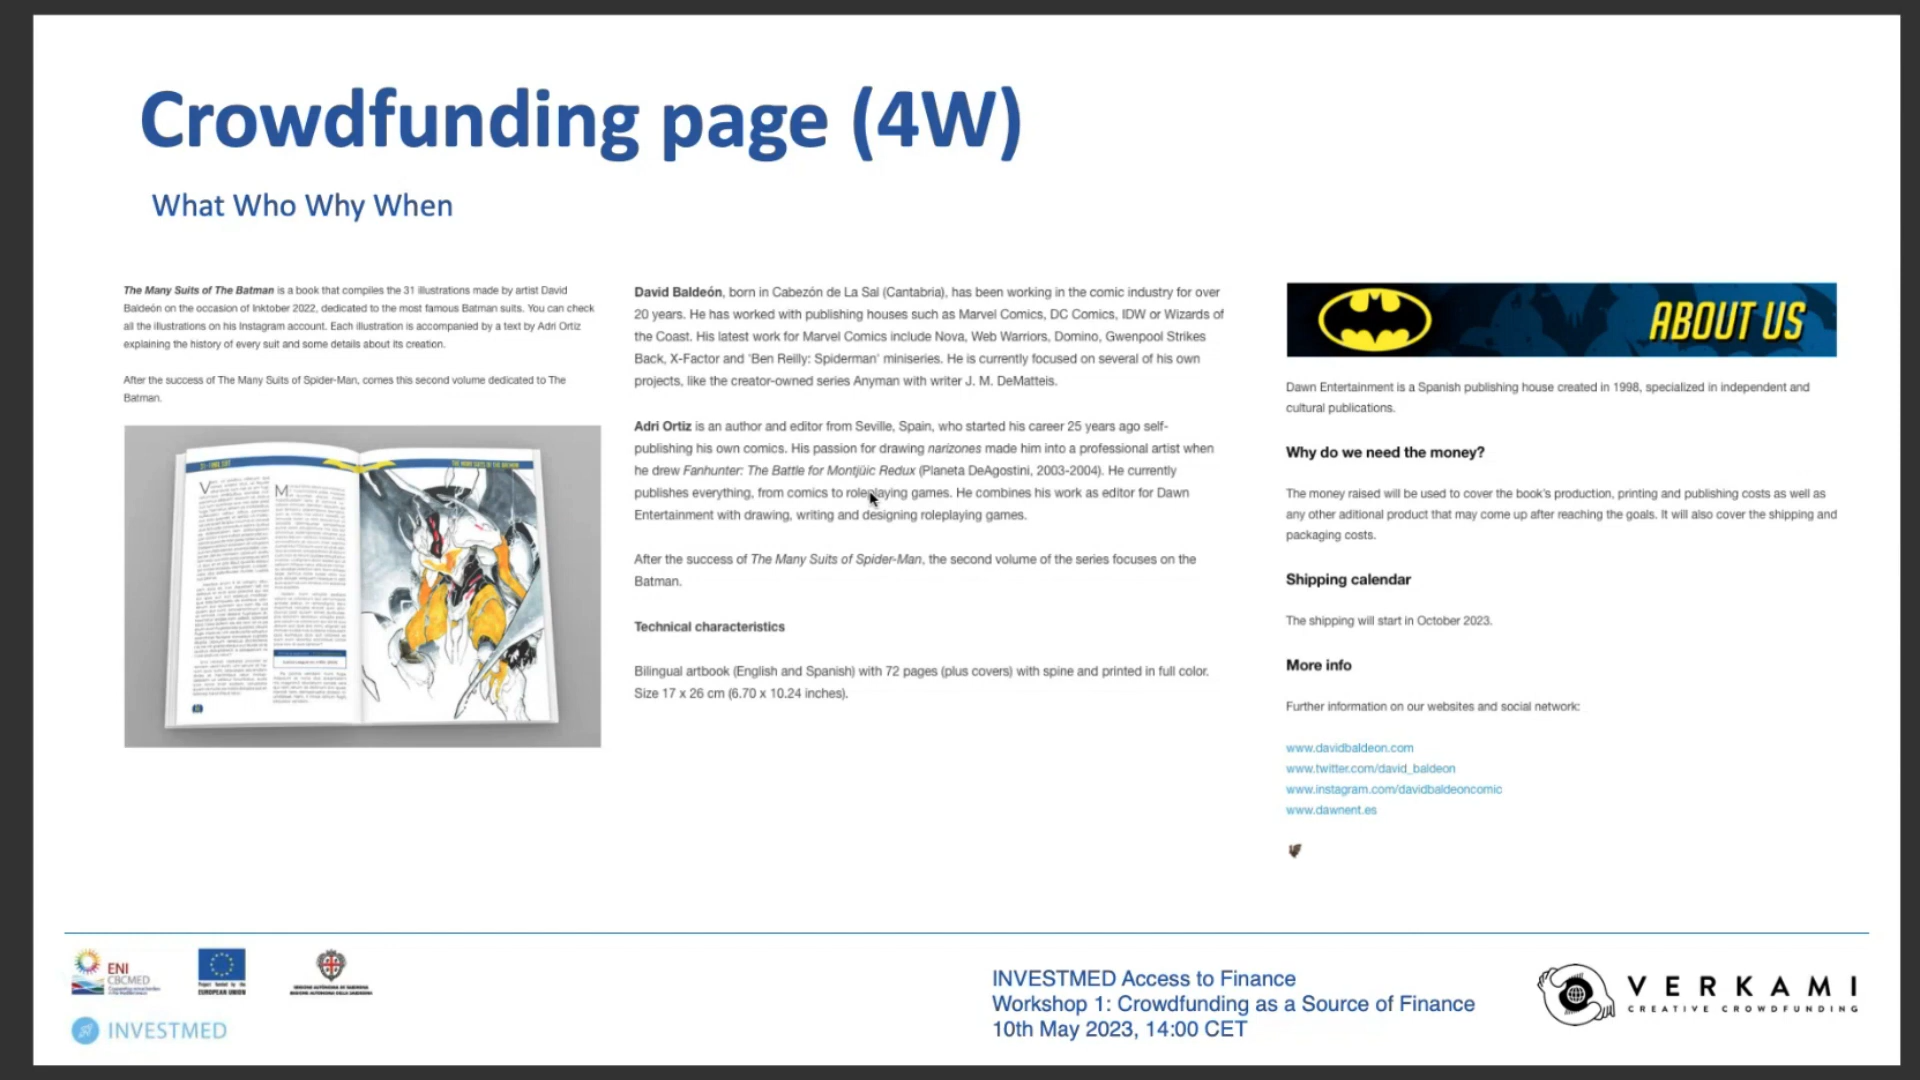 Crowdfunding page (4W)
What Who Why When
The Many Suits of The Batman is a book that compiles the 31 illustrations made by artist David
Baldeón on the occasion of Inktober 2022, dedicated to the most famous Batman suits. You can check
all the illustrations on his Instagram account. Each illustration is accompanied by a text by Adri Ortiz
explaining the history of every suit and some details about its creation.
After the success of The Many Suits of Spider-Man, comes this second volume dedicated to The
Batman.
THE MANY SUITS OF THE BATMAN
David Baldeón, born in Cabezón de La Sal (Cantabria), has been working in the comic industry for over
20 years. He has worked with publishing houses such as Marvel Comics, DC Comics, IDW or Wizards of
the Coast. His latest work for Marvel Comics include Nova, Web Warriors, Domino, Gwenpool Strikes
Back, X-Factor and 'Ben Reilly: Spiderman' miniseries. He is currently focused on several of his own
projects, like the creator-owned series Anyman with writer J. M. DeMatteis.
Adri Ortiz is an author and editor from Seville, Spain, who started his career 25 years ago self-
publishing his own comics. His passion for drawing narizones made him into a professional artist when
he drew Fanhunter: The Battle for Montjüic Redux (Planeta DeAgostini, 2003-2004). He currently
publishes everything, from comics to roleplaying games. He combines his work as editor for Dawn
Entertainment with drawing, writing and designing roleplaying games.
After the success of The Many Suits of Spider-Man, the second volume of the series focuses on the
Batman.
Technical characteristics
Bilingual artbook (English and Spanish) with 72 pages (plus covers) with spine and printed in full color.
Size 17 x 26 cm (6.70 x 10.24 inches).
ABOUT US
Dawn Entertainment is a Spanish publishing house created in 1998, specialized in independent and
cultural publications.
Why do we need the money?
The money raised will be used to cover the book's production, printing and publishing costs as well as
any other aditional product that may come up after reaching the goals. It will also cover the shipping and
packaging costs.
Shipping calendar
The shipping will start in October 2023.
More info
Further information on our websites and social network:
www.davidbaldeon.com
www.twitter.com/david_baldeon
www.instagram.com/davidbaldeoncomic
www.dawnent.es
ENI
CBCMED
Project funded by the
EUROPEAN UNION
REGIONE AUTÒNOMA DE SARDIGNA
REGIONE AUTONOMA DELLA SARDEGNA
INVESTMED
INVESTMED Access to Finance
Workshop 1: Crowdfunding as a Source of Finance
10th May 2023, 14:00 CET
VERKAMI
CREATIVE CROWDFUNDING